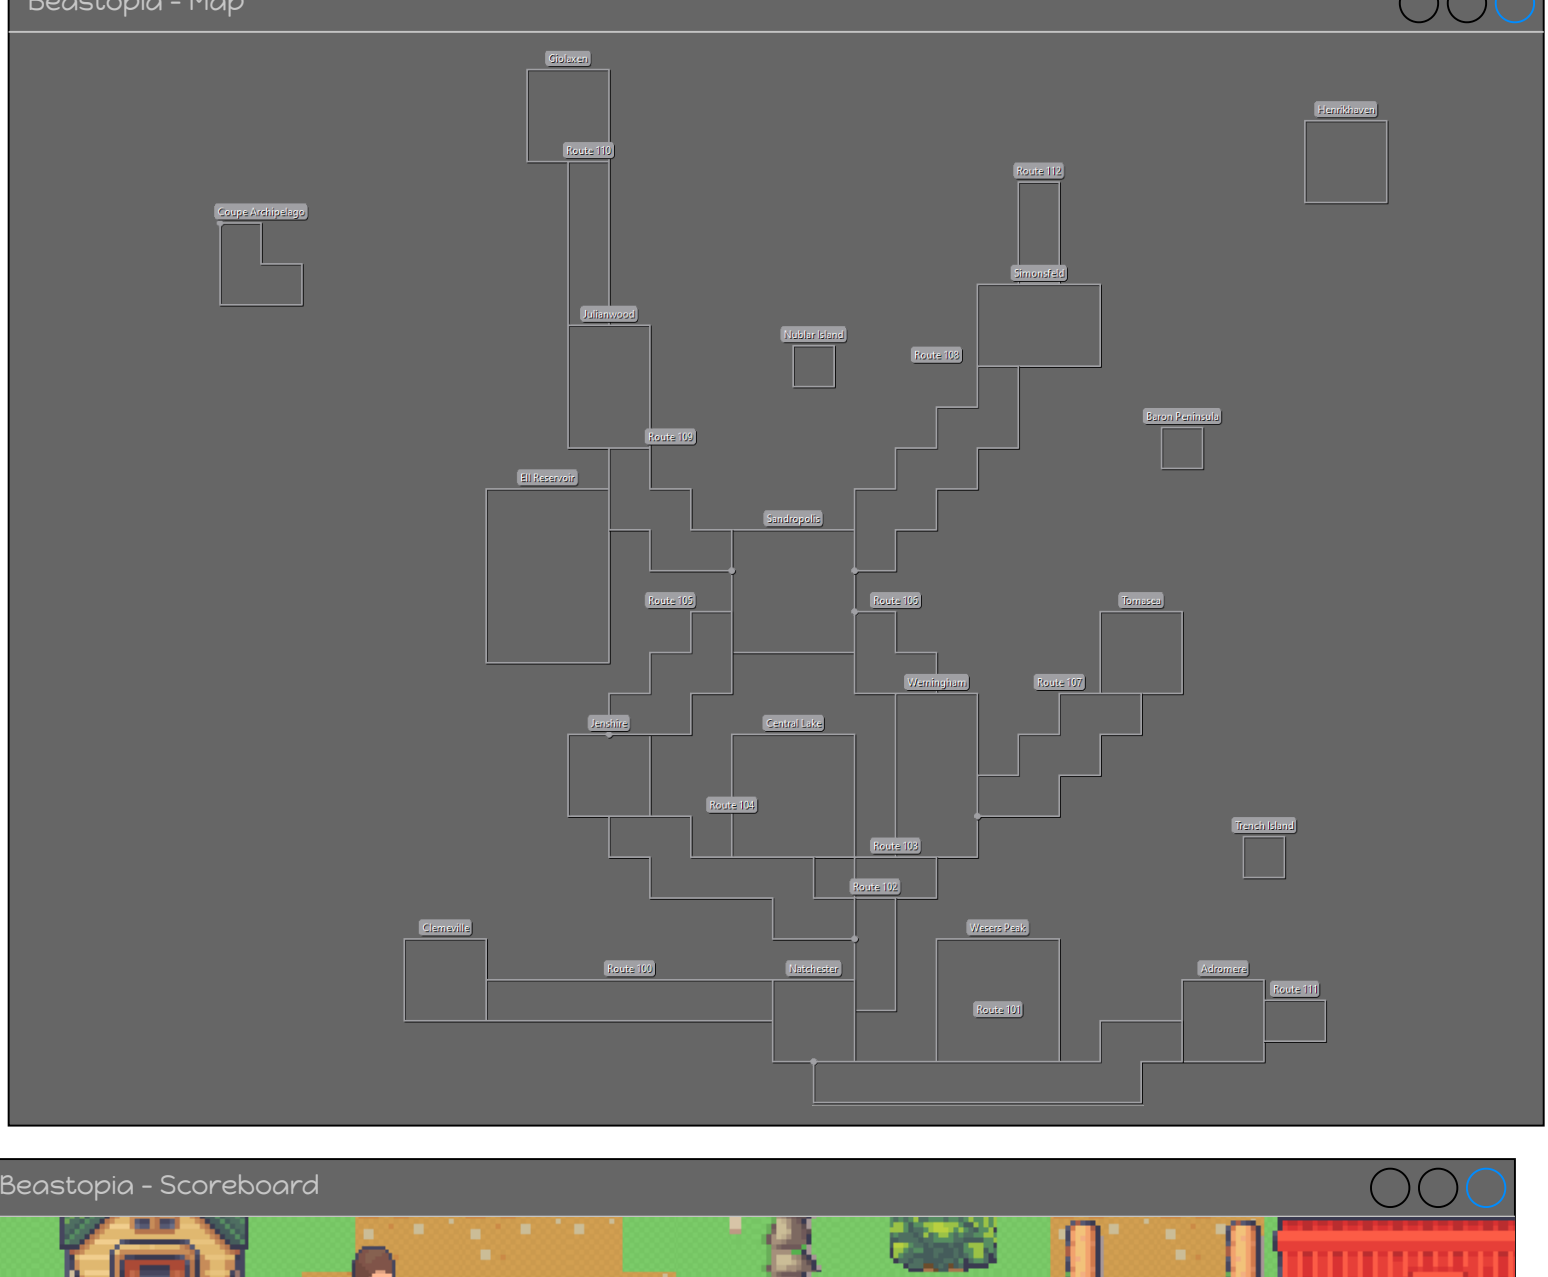 Beastopia - Map
Giolaxen
Henrikhaven
Route 110
Route 112
Coupe Archipelago
Simonsfeld
Julianwood
Nublar Island
Route 108
Baron Peninsula
Route 109
Ell Reservoir
Sandropolis
Route 105
Route 106
Tomasea
Werningham
Route 107
Jenshire
Central Lake
Route 104
Trench Island
Route 103
Route 102
Clemeville
Wesers Peak
Route 100
Natchester
Adromere
Route 111
Route 101
Beastopia - Scoreboard